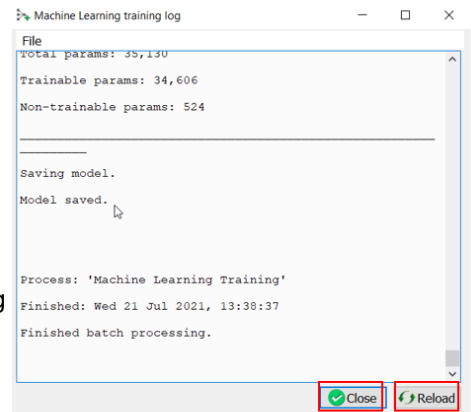 Machine Learning training log
File
Total params: 35,130
Trainable params: 34,606
Non-trainable params: 524
Saving model.
Model saved.
Process: 'Machine Learning Training'
g
Finished: Wed 21 Jul 2021, 13:38:37
Finished batch processing.
Close Reload